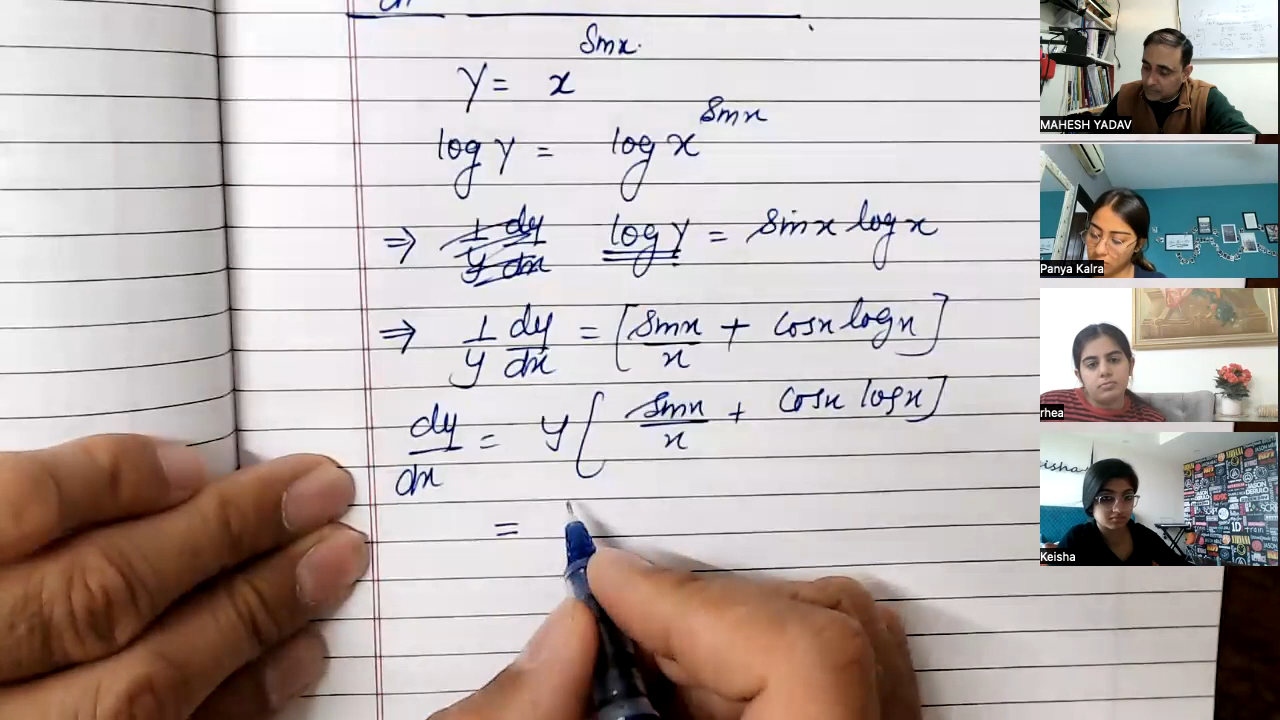 y = x^sinx.
log y = log x^sinx
⇒ 1/y dy/dx log y = sinx log x
⇒ 1/y dy/dx = [sinx/x + cosx logx]
dy/dx = y [sinx/x + cosx logx]
=
MAHESH YADAV
Panya Kalra
rhea
Keisha